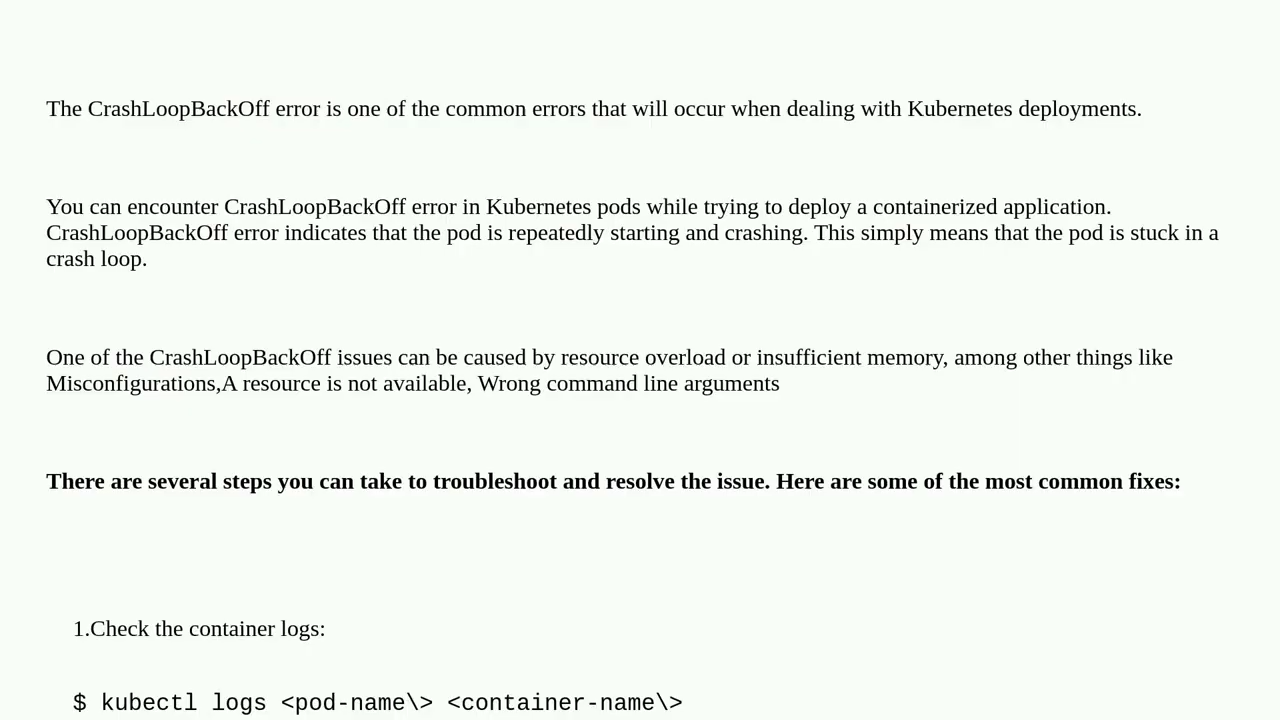 The CrashLoopBackOff error is one of the common errors that will occur when dealing with Kubernetes deployments.
You can encounter CrashLoopBackOff error in Kubernetes pods while trying to deploy a containerized application.
CrashLoopBackOff error indicates that the pod is repeatedly starting and crashing. This simply means that the pod is stuck in a
crash loop.
One of the CrashLoopBackOff issues can be caused by resource overload or insufficient memory, among other things like
Misconfigurations,A resource is not available, Wrong command line arguments
There are several steps you can take to troubleshoot and resolve the issue. Here are some of the most common fixes:
1.Check the container logs:
$ kubectl logs <pod-name\> <container-name\>